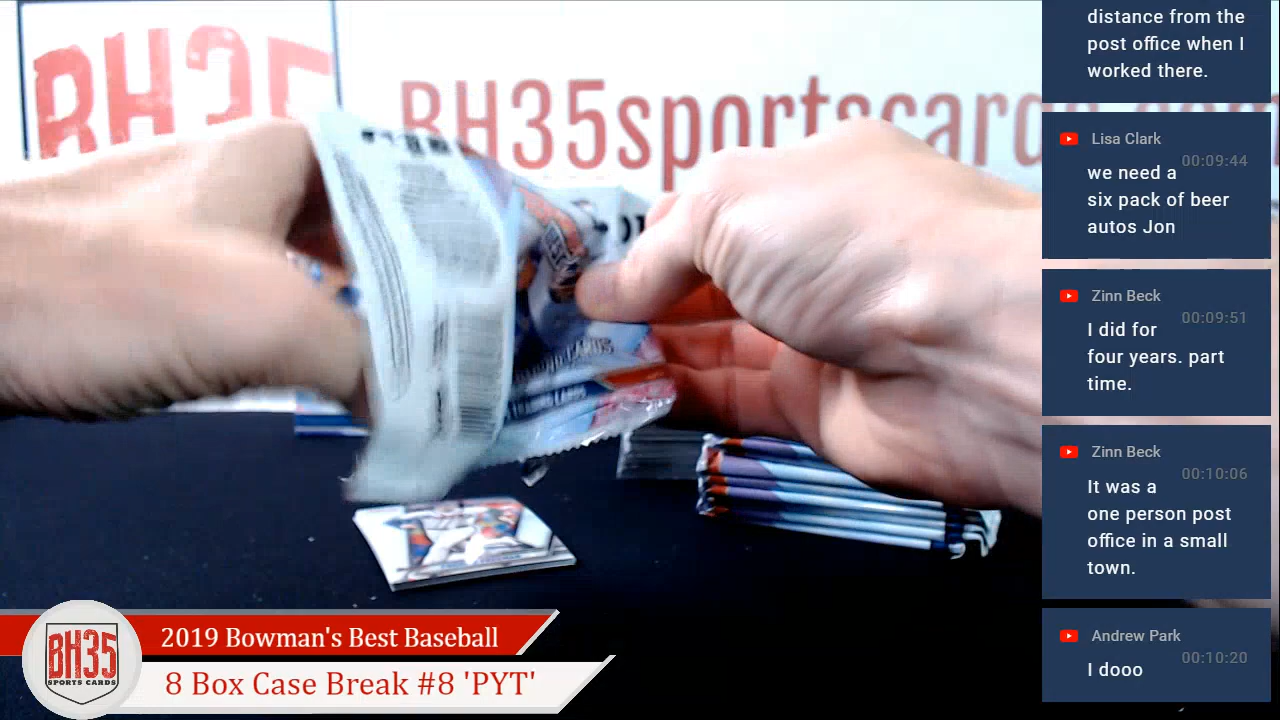 BH35
BH35sportscards.com
distance from the
post office when I
worked there.
Lisa Clark
00:09:44
we need a
six pack of beer
autos Jon
Zinn Beck
00:09:51
I did for
four years. part
time.
Zinn Beck
00:10:06
It was a
one person post
office in a small
town.
Andrew Park
00:10:20
I dooo
BH35
SPORTS CARDS
2019 Bowman's Best Baseball
8 Box Case Break #8 'PYT'